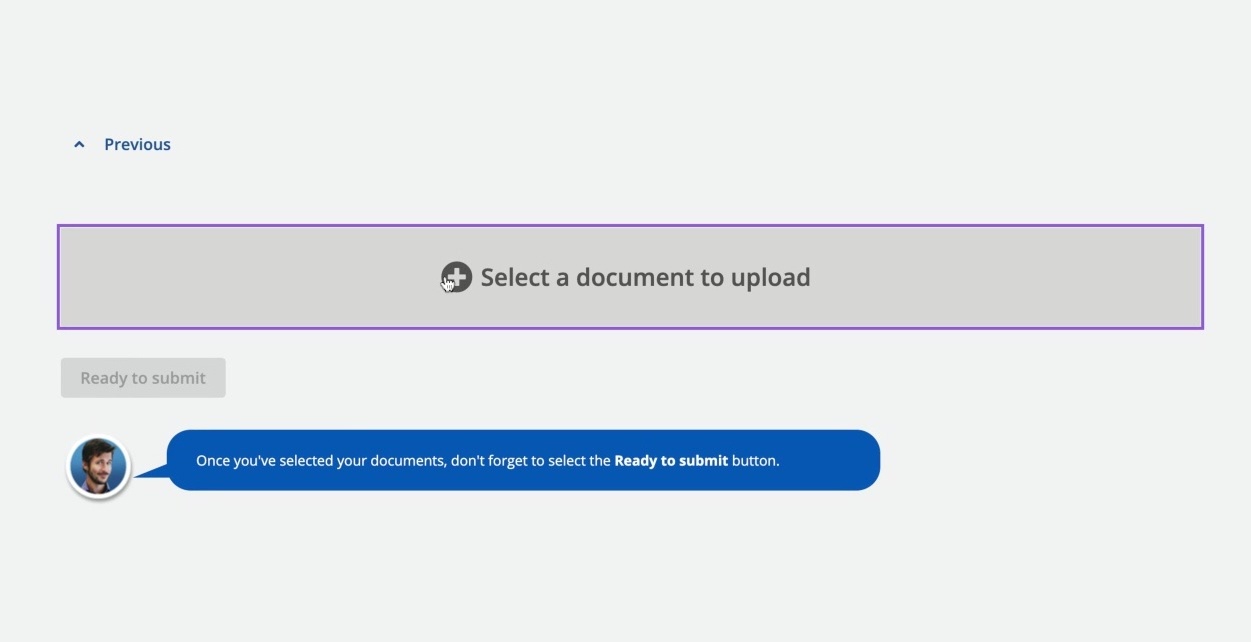 Previous
Select a document to upload
Ready to submit
Once you've selected your documents, don't forget to select the Ready to submit button.